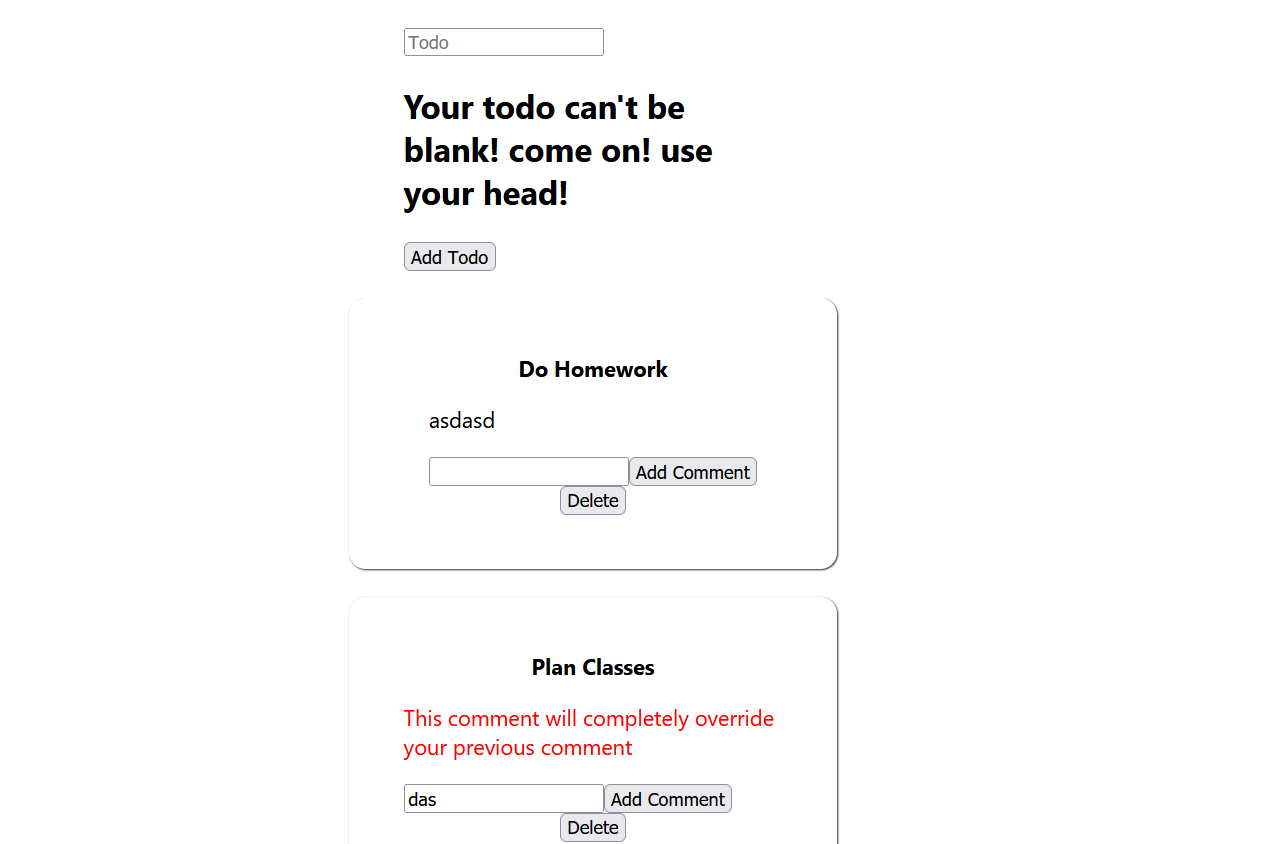 Todo
Your todo can't be
blank! come on! use
your head!
Add Todo
Do Homework
asdasd
Add Comment
Delete
Plan Classes
This comment will completely override
your previous comment
das Add Comment
Delete